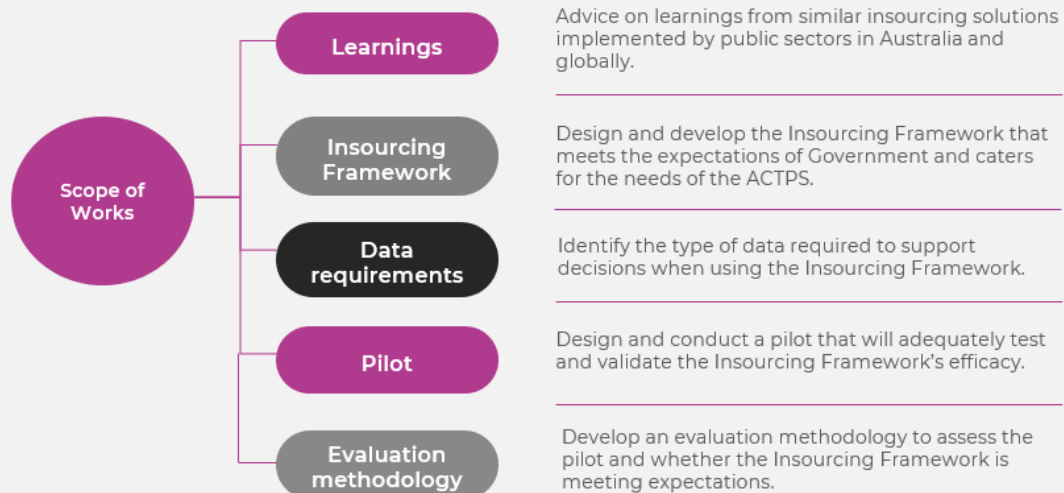 Scope of
Works
Learnings
Advice on learnings from similar insourcing solutions
implemented by public sectors in Australia and
globally.
Insourcing
Framework
Design and develop the Insourcing Framework that
meets the expectations of Government and caters
for the needs of the ACTPS.
Data
requirements
Identify the type of data required to support
decisions when using the Insourcing Framework.
Pilot
Design and conduct a pilot that will adequately test
and validate the Insourcing Framework's efficacy.
Evaluation
methodology
Develop an evaluation methodology to assess the
pilot and whether the Insourcing Framework is
meeting expectations.